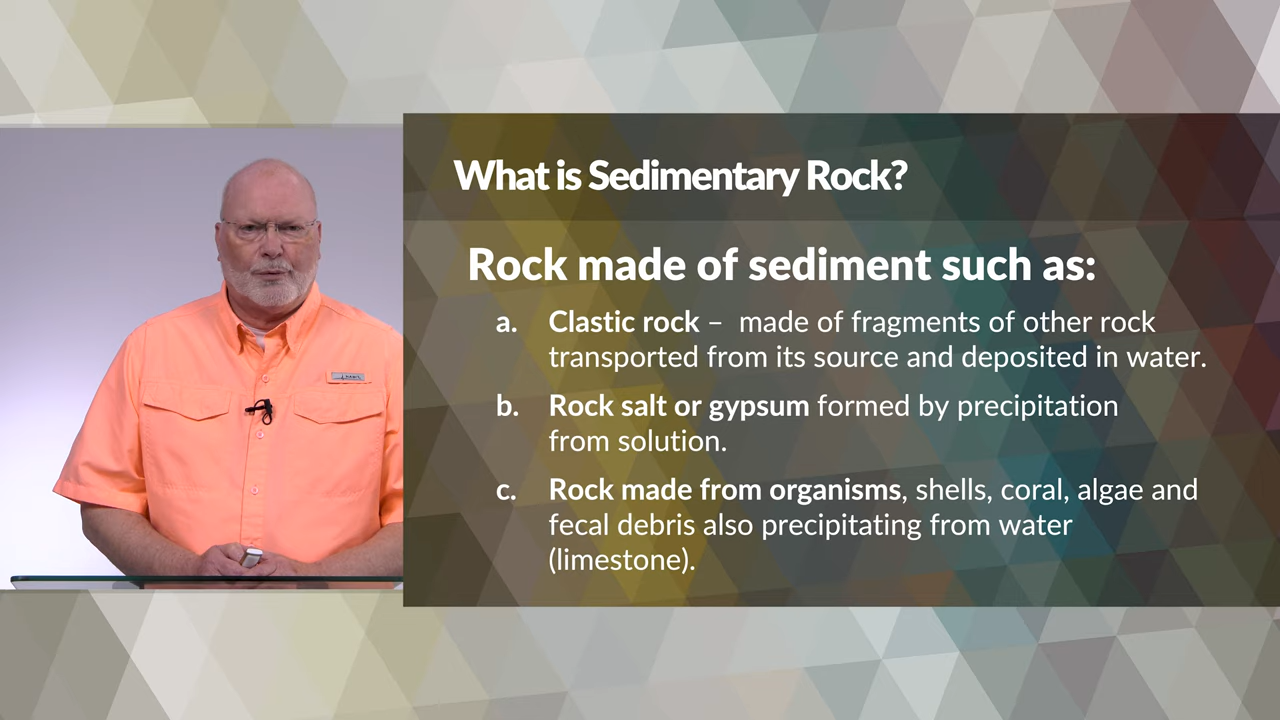 What is Sedimentary Rock?
Rock made of sediment such as:
a. Clastic rock – made of fragments of other rock
transported from its source and deposited in water.
b. Rock salt or gypsum formed by precipitation
from solution.
c. Rock made from organisms, shells, coral, algae and
fecal debris also precipitating from water
(limestone).